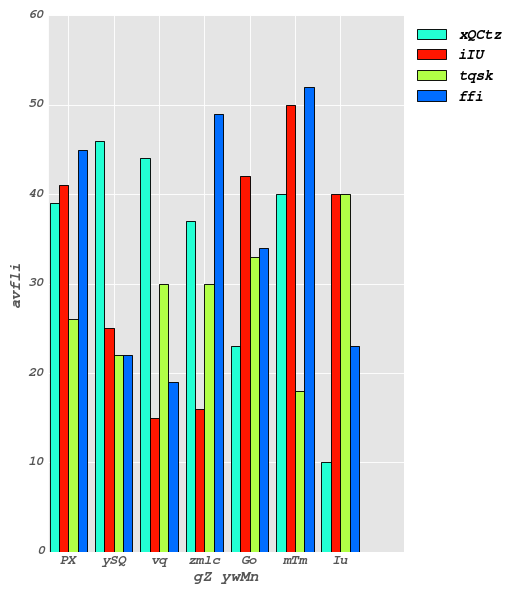 60
50
40
30
20
10
0
avfli
PX ySQ vq zmlc Go mTm Iu
gZ ywMn
xQCtz
iIU
tqsk
ffi